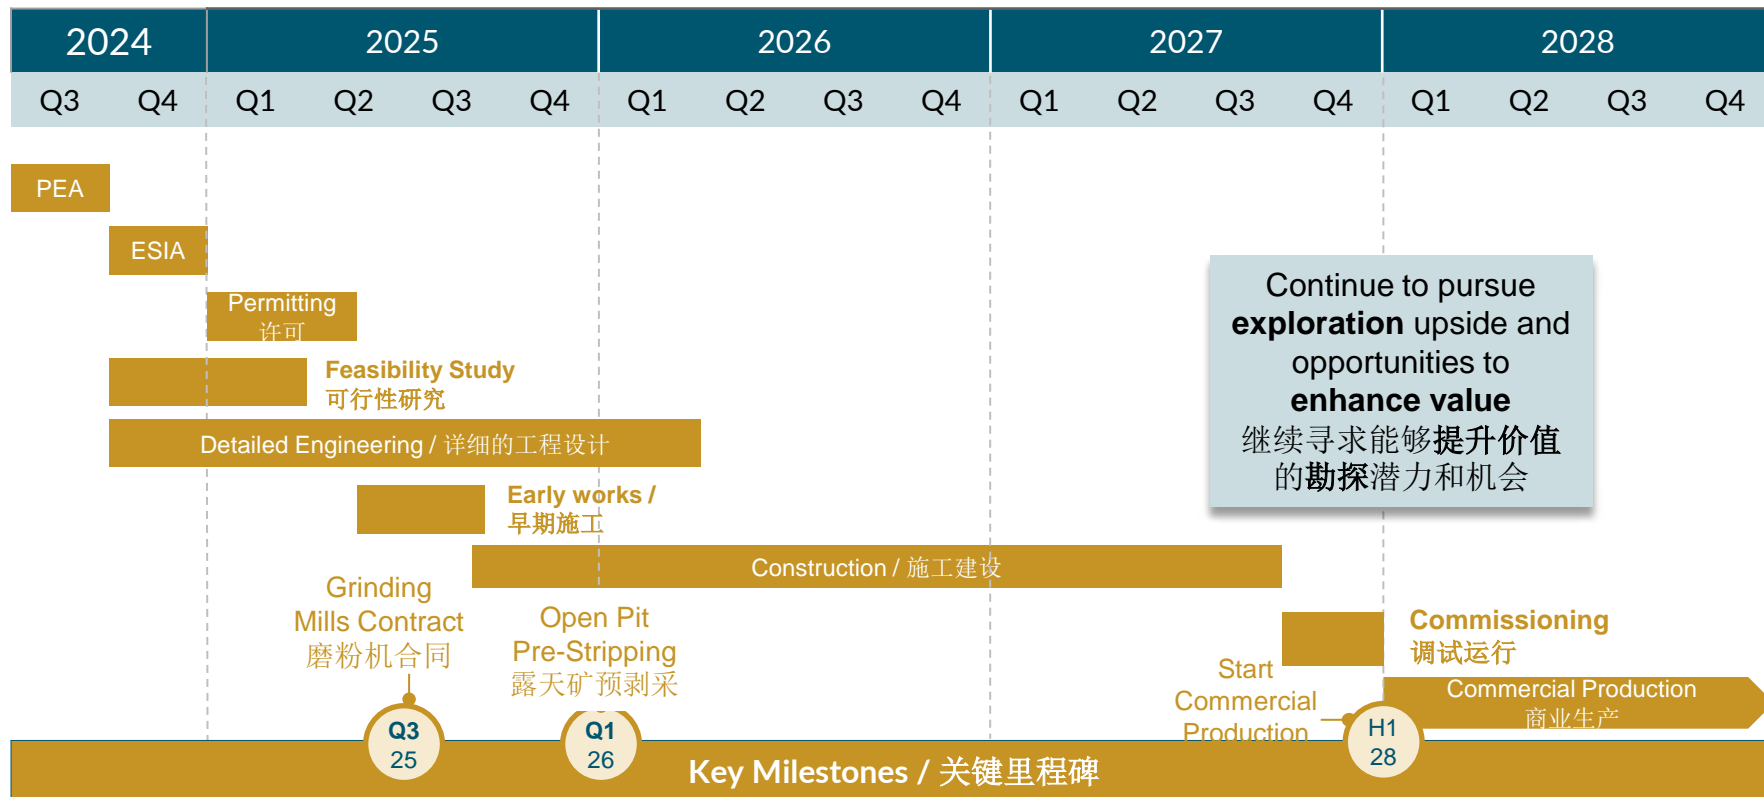 2024 2025 2026 2027 2028
Q3 Q4 Q1 Q2 Q3 Q4 Q1 Q2 Q3 Q4 Q1 Q2 Q3 Q4 Q1 Q2 Q3 Q4
PEA
ESIA
Permitting
许可
Feasibility Study
可行性研究
Detailed Engineering / 详细的工程设计
Early works /
早期施工
Construction / 施工建设
Continue to pursue
exploration upside and
opportunities to
enhance value
继续寻求能够提升价值
的勘探潜力和机会
Grinding
Mills Contract
磨粉机合同
Open Pit
Pre-Stripping
露天矿预剥采
Commissioning
调试运行
Start
Commercial
Production
Commercial Production
商业生产
Q3
25
Q1
26
H1
28
Key Milestones / 关键里程碑